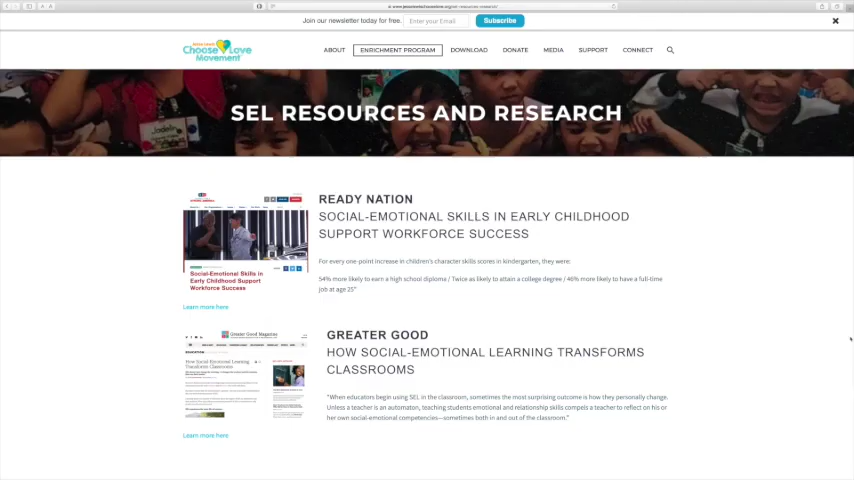 Join our newsletter today for free.
Enter your Email
Subscribe
Choose Love
Movement
ABOUT
ENRICHMENT PROGRAM
DOWNLOAD
DONATE
MEDIA
SUPPORT
CONNECT
SEL RESOURCES AND RESEARCH
Social-Emotional Skills in
Early Childhood Support
Workforce Success
Learn more here
READY NATION
SOCIAL-EMOTIONAL SKILLS IN EARLY CHILDHOOD
SUPPORT WORKFORCE SUCCESS
For every one-point increase in children's character skills scores in kindergarten, they were:
54% more likely to earn a high school diploma / Twice as likely to attain a college degree / 46% more likely to have a full-time
job at age 25"
Greater Good Magazine
EDUCATION
How Social-Emotional Learning
Transforms Classrooms
Learn more here
GREATER GOOD
HOW SOCIAL-EMOTIONAL LEARNING TRANSFORMS
CLASSROOMS
"When educators begin using SEL in the classroom, sometimes the most surprising outcome is how they personally change.
Unless a teacher is an automaton, teaching students emotional and relationship skills compels a teacher to reflect on his or
her own social-emotional competencies—sometimes both in and out of the classroom."